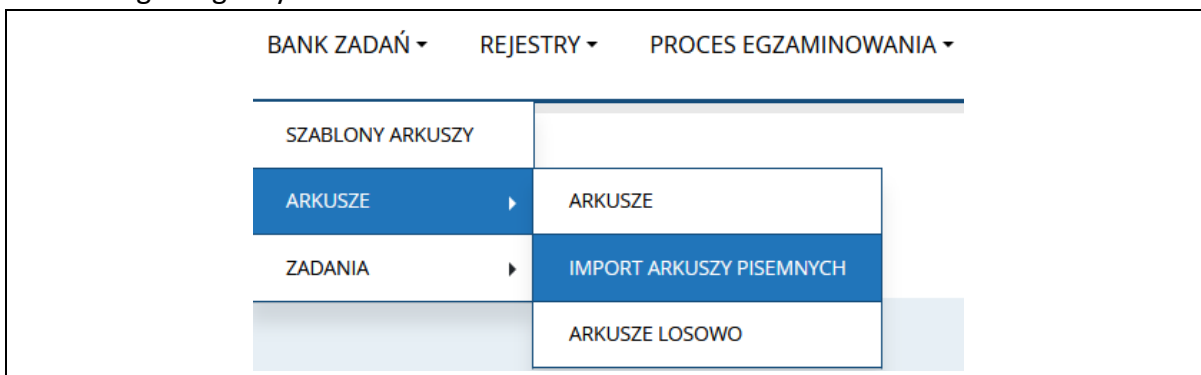 BANK ZADAŃ REJESTRY PROCES EGZAMINOWANIA
SZABLONY ARKUSZY
ARKUSZE ARKUSZE
ZADANIA IMPORT ARKUSZY PISEMNYCH
ARKUSZE LOSOWO